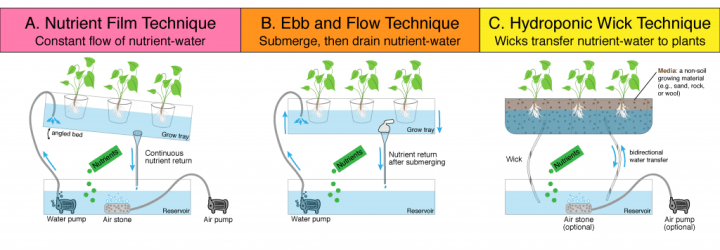 A. Nutrient Film Technique
Constant flow of nutrient-water
B. Ebb and Flow Technique
Submerge, then drain nutrient-water
C. Hydroponic Wick Technique
Wicks transfer nutrient-water to plants
Grow tray
angled bed
Continuous
nutrient return
Nutrients
Reservoir
Water pump
Air stone
Air pump
Grow tray
Nutrient return
after submerging
Nutrients
Reservoir
Water pump
Air stone
Air pump
Media: a non-soil
growing material
(e.g., sand, rock,
or wool)
Wick
Nutrients
bidirectional
water transfer
Reservoir
Air stone
(optional)
Air pump
(optional)